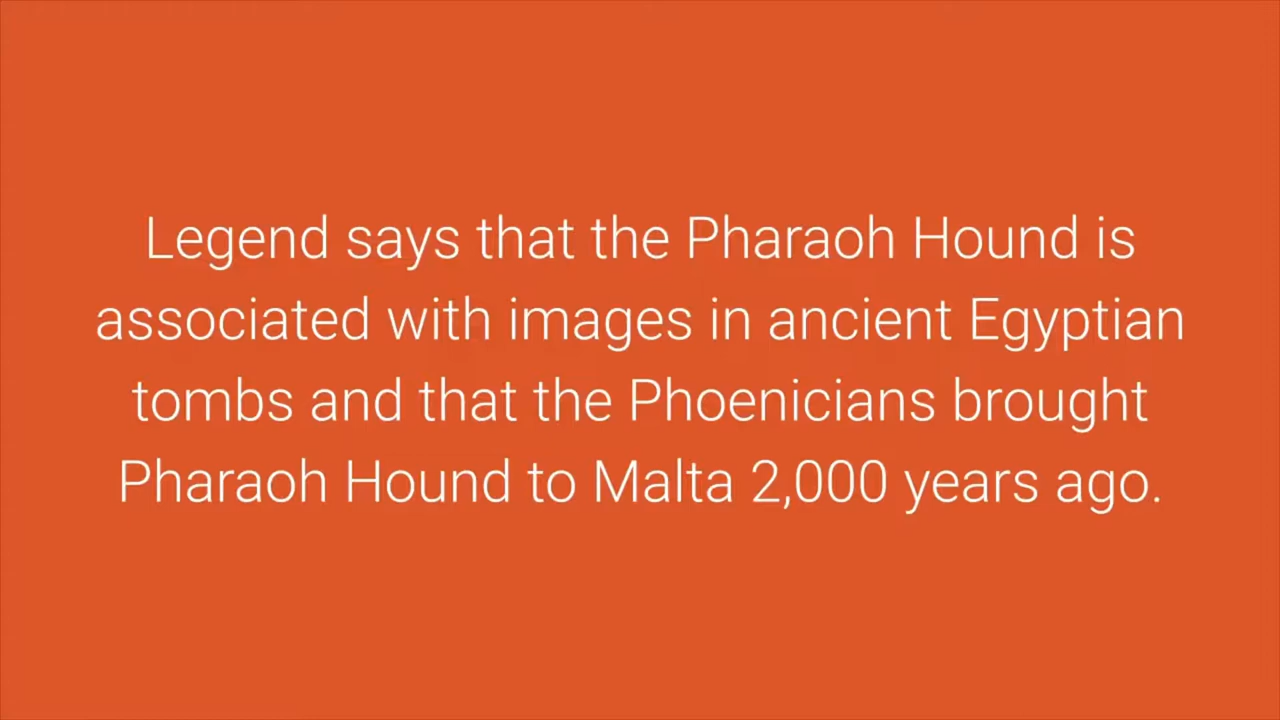 Legend says that the Pharaoh Hound is
associated with images in ancient Egyptian
tombs and that the Phoenicians brought
Pharaoh Hound to Malta 2,000 years ago.